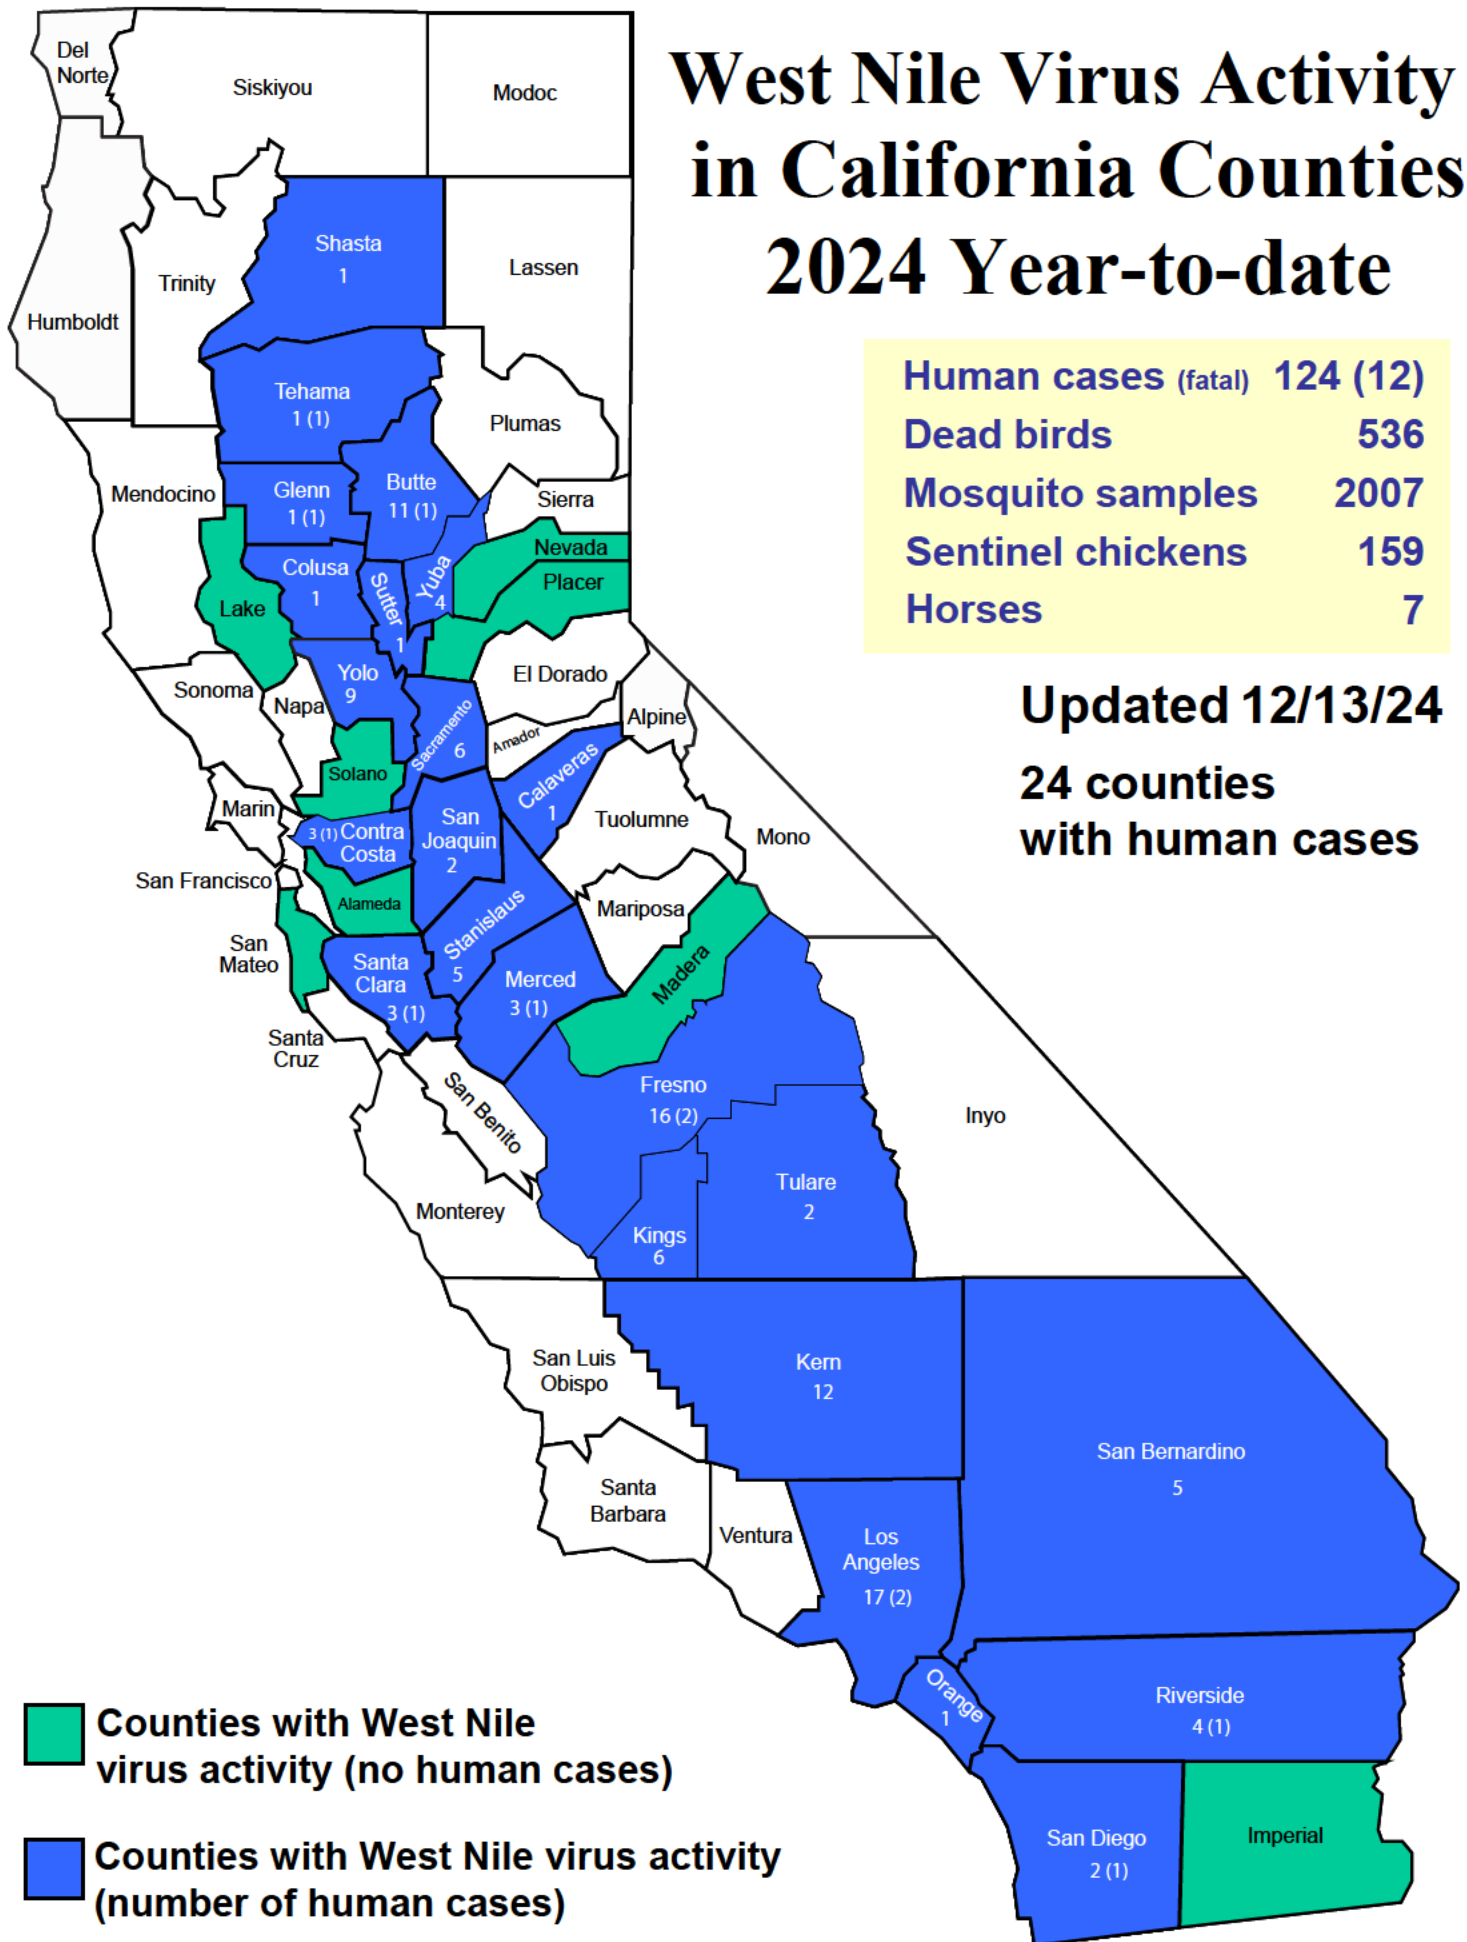 West Nile Virus Activity
in California Counties
2024 Year-to-date
Human cases (fatal) 124 (12)
Dead birds 536
Mosquito samples 2007
Sentinel chickens 159
Horses 7
Updated 12/13/24
24 counties
with human cases
Del
Norte
Siskiyou
Modoc
Shasta
1
Lassen
Trinity
Humboldt
Tehama
1 (1)
Plumas
Mendocino
Glenn
1 (1)
Butte
11 (1)
Sierra
Nevada
Placer
Colusa
1
Sutter
1
Yuba
4
Lake
El Dorado
Yolo
9
Sonoma
Napa
Sacramento
6
Alpine
Amador
Calaveras
1
Solano
Marin
3 (1) Contra
Costa
San
Joaquin
2
Tuolumne
Mono
San Francisco
Alameda
Stanislaus
5
Mariposa
San
Mateo
Santa
Clara
3 (1)
Merced
3 (1)
Madera
Santa
Cruz
San Benito
Fresno
16 (2)
Inyo
Monterey
Kings
6
Tulare
2
San Luis
Obispo
Kern
12
San Bernardino
5
Santa
Barbara
Ventura
Los
Angeles
17 (2)
Orange
1
Riverside
4 (1)
San Diego
2 (1)
Imperial
Counties with West Nile
virus activity (no human cases)
Counties with West Nile virus activity
(number of human cases)